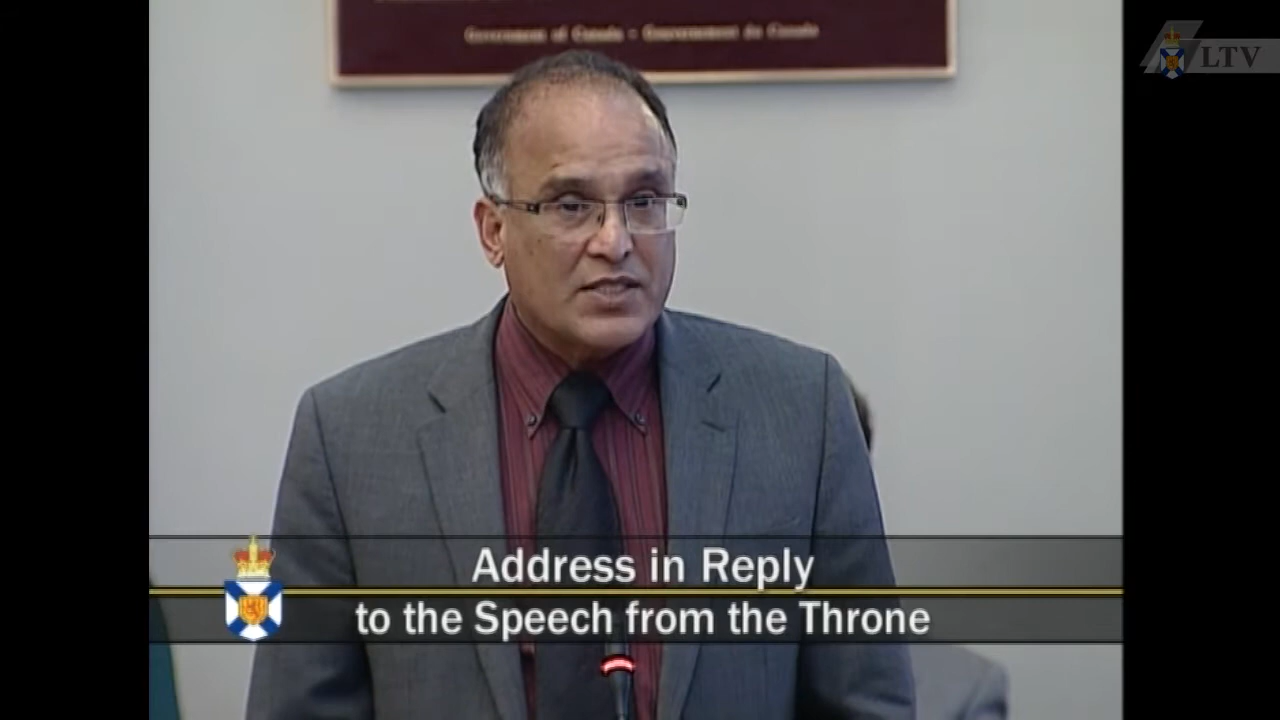 Government of Canada - Gouvernement du Canada
LTV
Address in Reply
to the Speech from the Throne